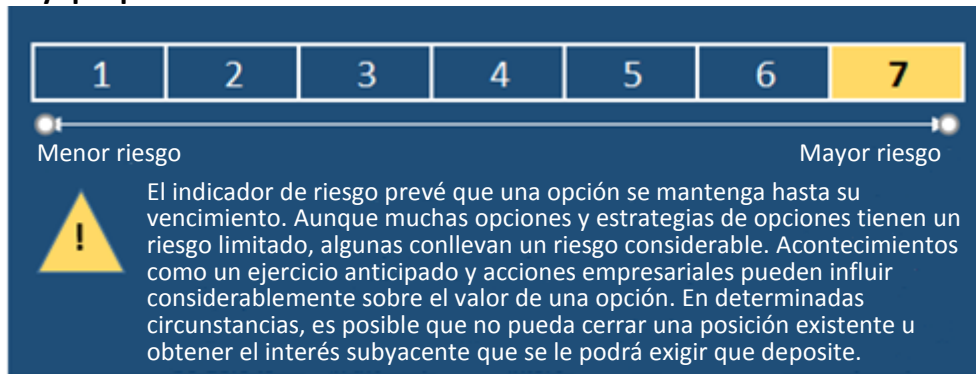 1 2 3 4 5 6 7
Menor riesgo Mayor riesgo
El indicador de riesgo prevé que una opción se mantenga hasta su
vencimiento. Aunque muchas opciones y estrategias de opciones tienen un
! riesgo limitado, algunas conllevan un riesgo considerable. Acontecimientos
como un ejercicio anticipado y acciones empresariales pueden influir
considerablemente sobre el valor de una opción. En determinadas
circunstancias, es posible que no pueda cerrar una posición existente u
obtener el interés subyacente que se le podrá exigir que deposite.